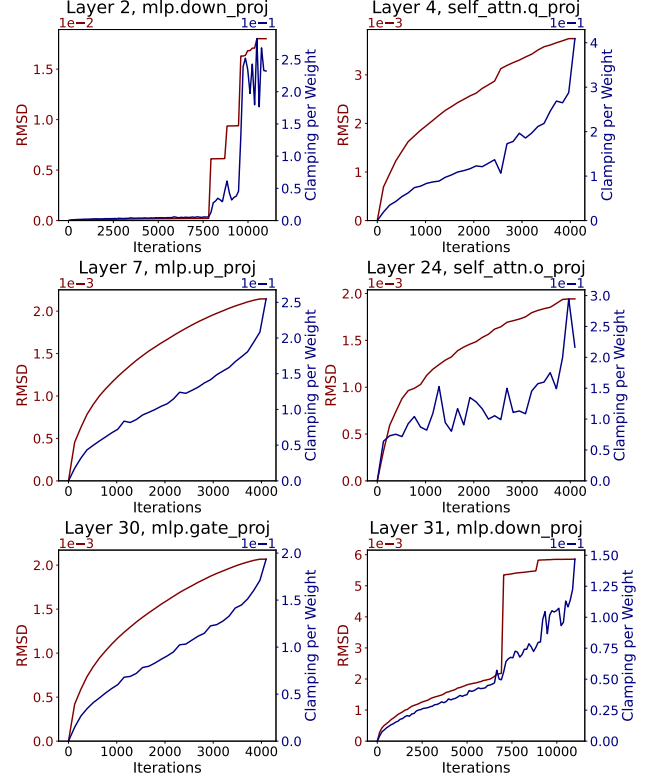 Layer 2, mlp.down_proj
1e−2
1e−1
RMSD
0.0
0.5
1.0
1.5
Clamping per Weight
0.0
0.5
1.0
1.5
2.0
2.5
0
2500
5000
7500
10000
Iterations
Layer 4, self_attn.q_proj
1e−3
1e−1
RMSD
0
1
2
3
Clamping per Weight
0
1
2
3
4
0
1000
2000
3000
4000
Iterations
Layer 7, mlp.up_proj
1e−3
1e−1
RMSD
0.0
0.5
1.0
1.5
2.0
Clamping per Weight
0.0
0.5
1.0
1.5
2.0
2.5
0
1000
2000
3000
4000
Iterations
Layer 24, self_attn.o_proj
1e−3
1e−1
RMSD
0.0
0.5
1.0
1.5
2.0
Clamping per Weight
0.0
0.5
1.0
1.5
2.0
2.5
3.0
0
1000
2000
3000
4000
Iterations
Layer 30, mlp.gate_proj
1e−3
1e−1
RMSD
0.0
0.5
1.0
1.5
2.0
Clamping per Weight
0.0
0.5
1.0
1.5
2.0
0
1000
2000
3000
4000
Iterations
Layer 31, mlp.down_proj
1e−3
1e−1
RMSD
0
1
2
3
4
5
6
Clamping per Weight
0.00
0.25
0.50
0.75
1.00
1.25
1.50
0
2500
5000
7500
10000
Iterations